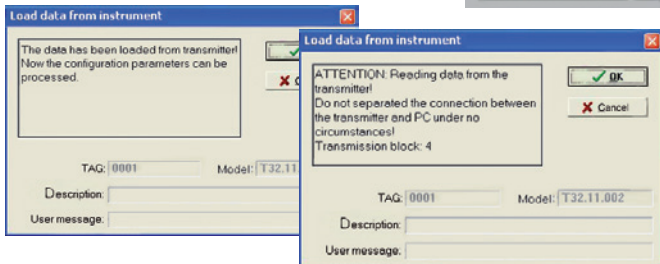 Load data from instrument
The data has been loaded from transmitter!
Now the configuration parameters can be
processed.
TAG: 0001
Model: T32.11
Description:
User message:
Load data from instrument
ATTENTION: Reading data from the
transmitter!
Do not separated the connection between
the transmitter and PC under no
circumstances!
Transmission block: 4
OK
Cancel
TAG: 0001
Model: T32.11.002
Description:
User message: